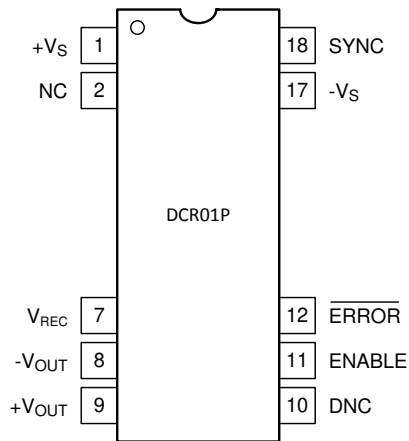 +VS 1 18 SYNC
NC 2 17 -VS
DCR01P
VREC 7 12 ERROR
-VOUT 8 11 ENABLE
+VOUT 9 10 DNC